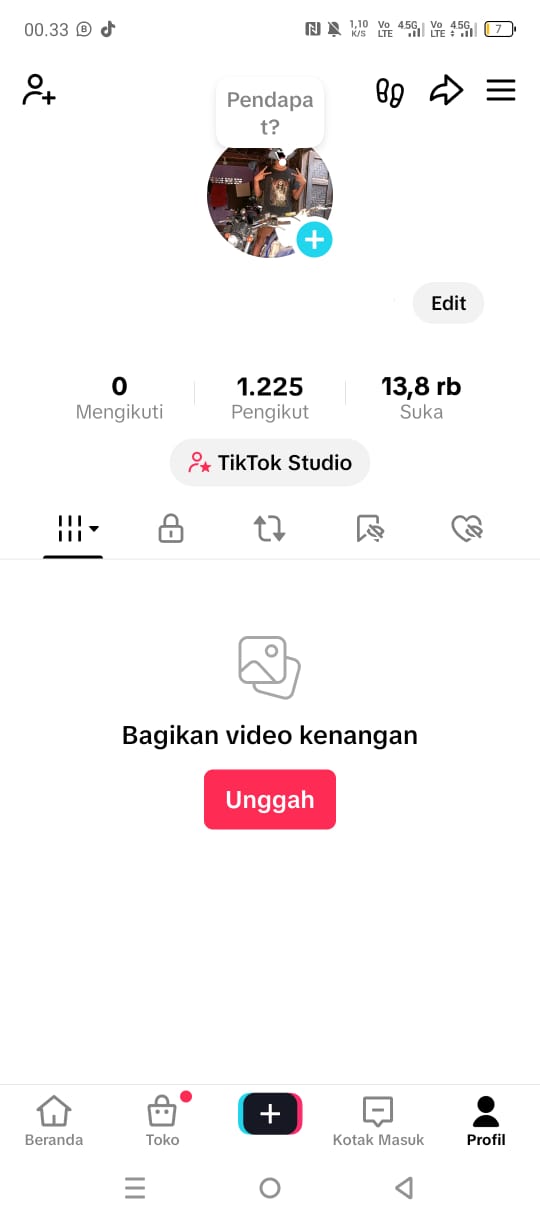 00.33
1,10
K/S
Vo
LTE
4.5G
Vo
LTE
4.5G
7
Pendapa
t?
Edit
0
Mengikuti
1.225
Pengikut
13,8 rb
Suka
TikTok Studio
Bagikan video kenangan
Unggah
Beranda
Toko
Kotak Masuk
Profil